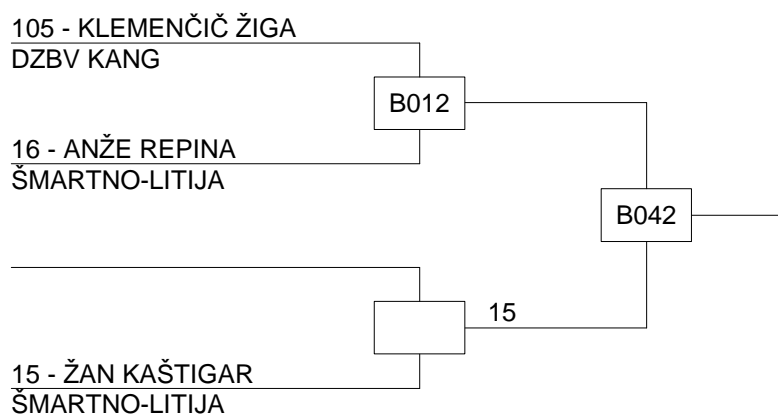 105 - KLEMENČIČ ŽIGA
DZBV KANG
B012
16 - ANŽE REPINA
ŠMARTNO-LITIJA
B042
15
15 - ŽAN KAŠTIGAR
ŠMARTNO-LITIJA